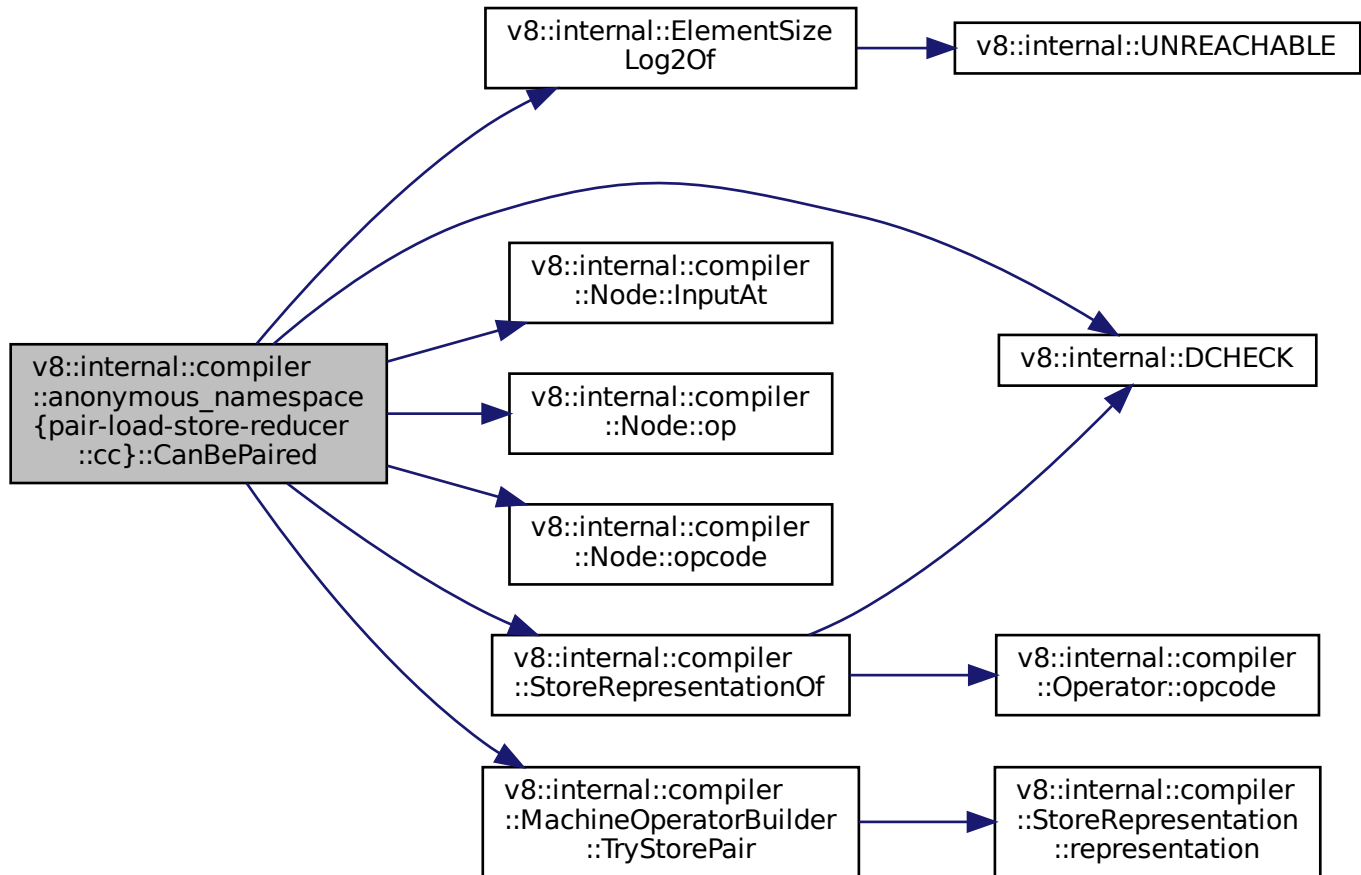 v8::internal::ElementSize
Log2Of
v8::internal::UNREACHABLE
v8::internal::compiler
::Node::InputAt
v8::internal::DCHECK
v8::internal::compiler
::anonymous_namespace
{pair-load-store-reducer
::cc}::CanBePaired
v8::internal::compiler
::Node::op
v8::internal::compiler
::Node::opcode
v8::internal::compiler
::StoreRepresentationOf
v8::internal::compiler
::Operator::opcode
v8::internal::compiler
::MachineOperatorBuilder
::TryStorePair
v8::internal::compiler
::StoreRepresentation
::representation